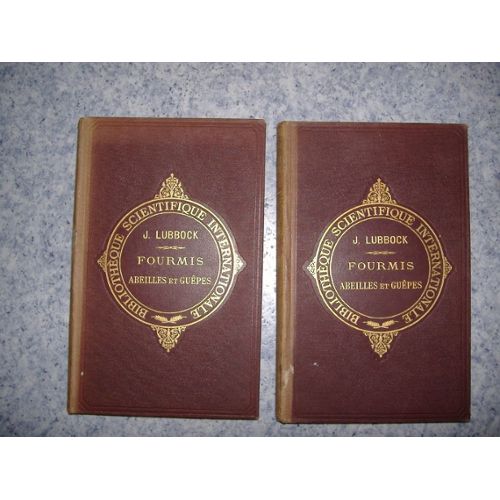 BIBLIOTHÈQUE SCIENTIFIQUE INTERNATIONALE
J. LUBBOCK
FOURMIS
ABEILLES ET GUÊPES
BIBLIOTHÈQUE SCIENTIFIQUE INTERNATIONALE
J. LUBBOCK
FOURMIS
ABEILLES ET GUÊPES